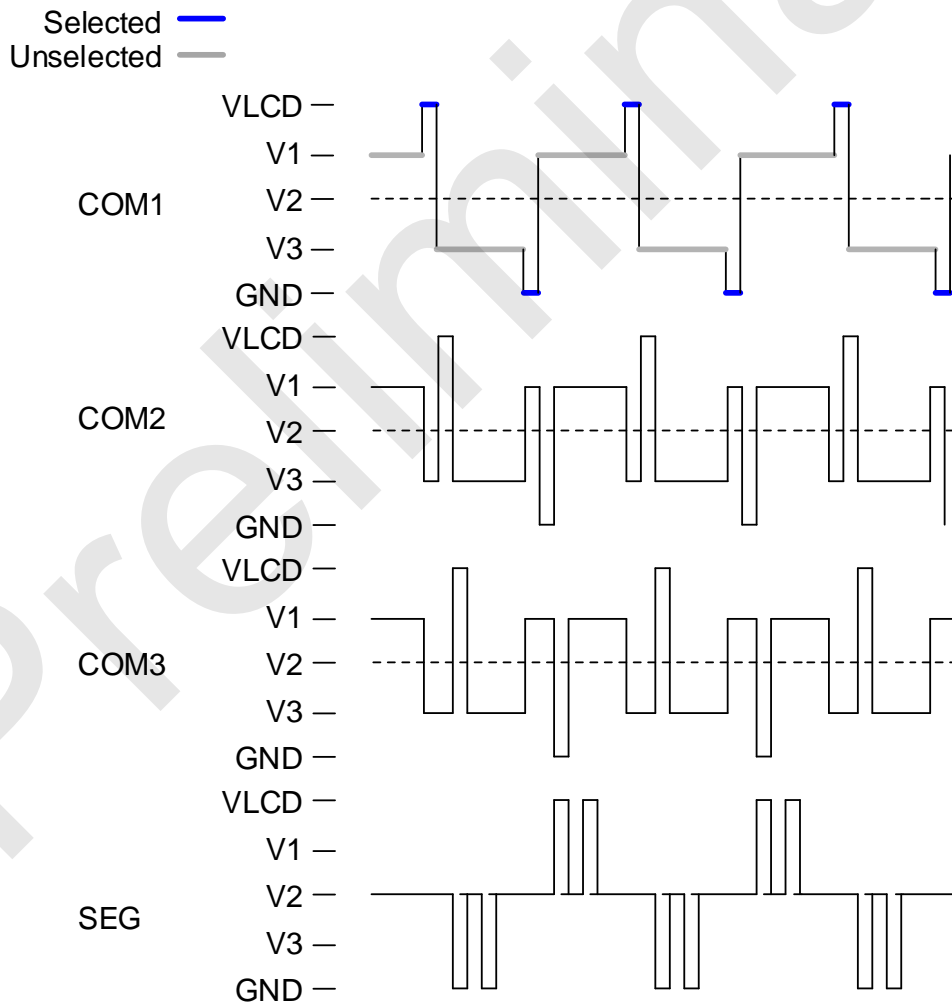 Selected
Unselected
VLCD
V1
COM1
V2
V3
GND
VLCD
V1
COM2
V2
V3
GND
VLCD
V1
COM3
V2
V3
GND
VLCD
V1
V2
SEG
V3
GND
Prelimina